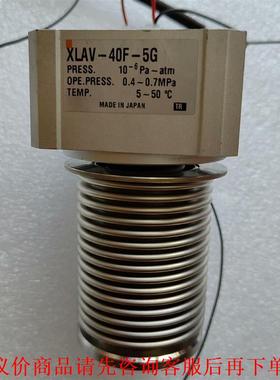 XLAV-40F-5G
PRESS. 10⁻⁶Pa~atm
OPE.PRESS. 0.4~0.7MPa
TEMP. 5~50℃
MADE IN JAPAN TR
议价商品请先咨询客服后再下单